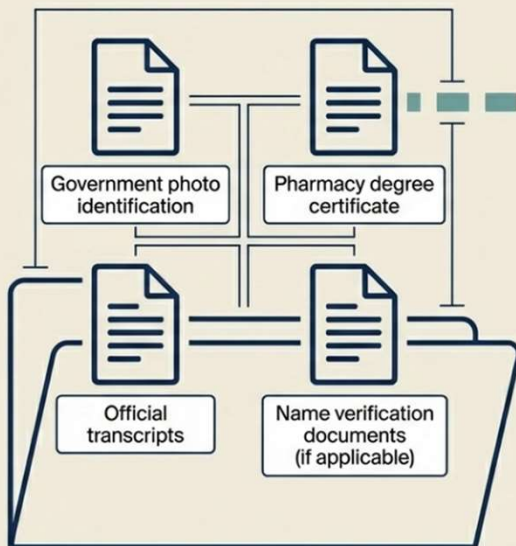 Government photo
identification
Pharmacy degree
certificate
Official
transcripts
Name verification
documents
(if applicable)